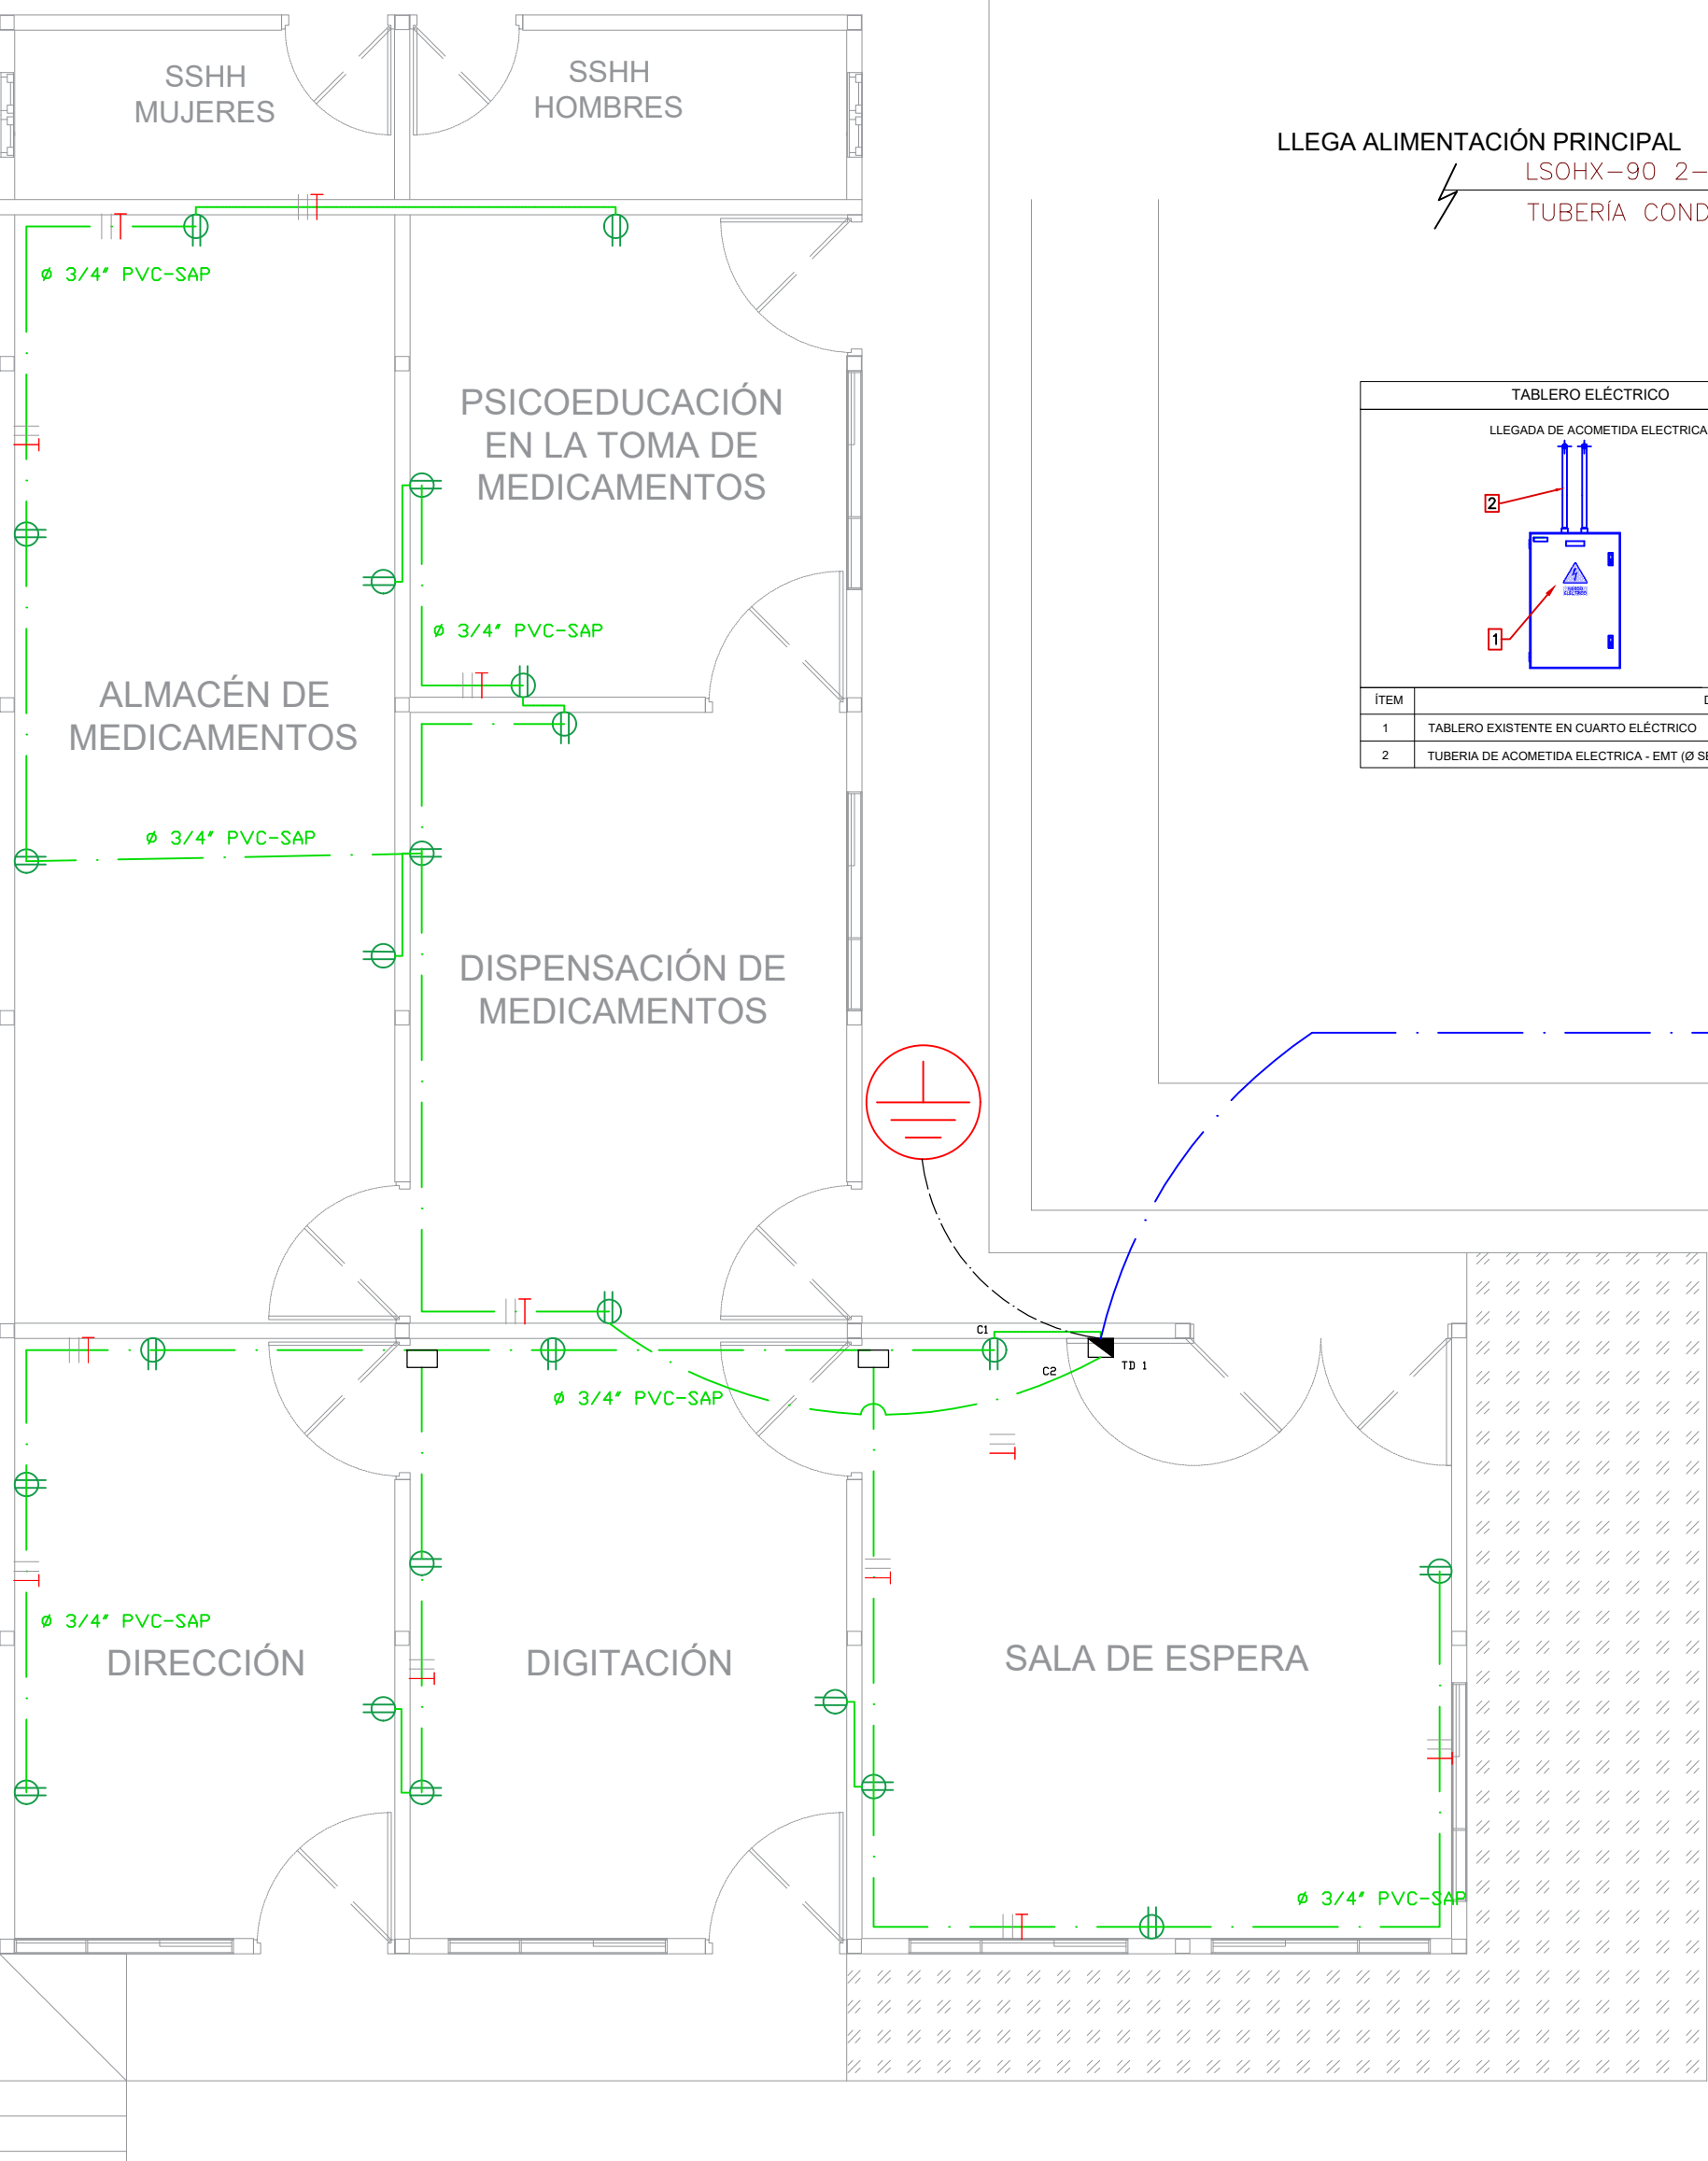 SSHH
MUJERES
SSHH
HOMBRES
LLEGA ALIMENTACIÓN PRINCIPAL
LSOHX-90 2-
TUBERÍA COND
Ø 3/4" PVC-SAP
TABLERO ELÉCTRICO
LLEGADA DE ACOMETIDA ELECTRICA
2
1
ÍTEM
D
1 TABLERO EXISTENTE EN CUARTO ELÉCTRICO
2 TUBERIA DE ACOMETIDA ELECTRICA - EMT (Ø SE
PSICOEDUCACIÓN
EN LA TOMA DE
MEDICAMENTOS
Ø 3/4" PVC-SAP
ALMACÉN DE
MEDICAMENTOS
Ø 3/4" PVC-SAP
DISPENSACIÓN DE
MEDICAMENTOS
C1
C2
TD 1
Ø 3/4" PVC-SAP
Ø 3/4" PVC-SAP
DIRECCIÓN
DIGITACIÓN
SALA DE ESPERA
Ø 3/4" PVC-SAP